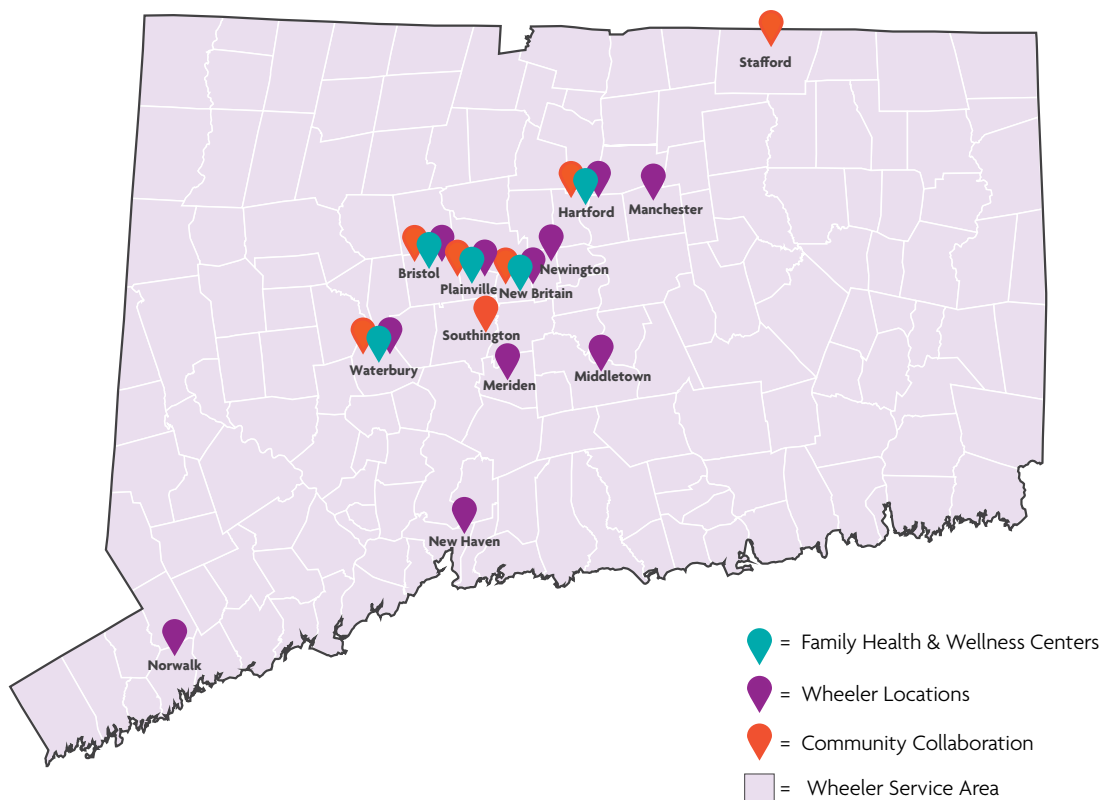 Stafford
Hartford
Manchester
Bristol
Newington
Plainville
New Britain
Southington
Waterbury
Meriden
Middletown
New Haven
Norwalk
= Family Health & Wellness Centers
= Wheeler Locations
= Community Collaboration
= Wheeler Service Area